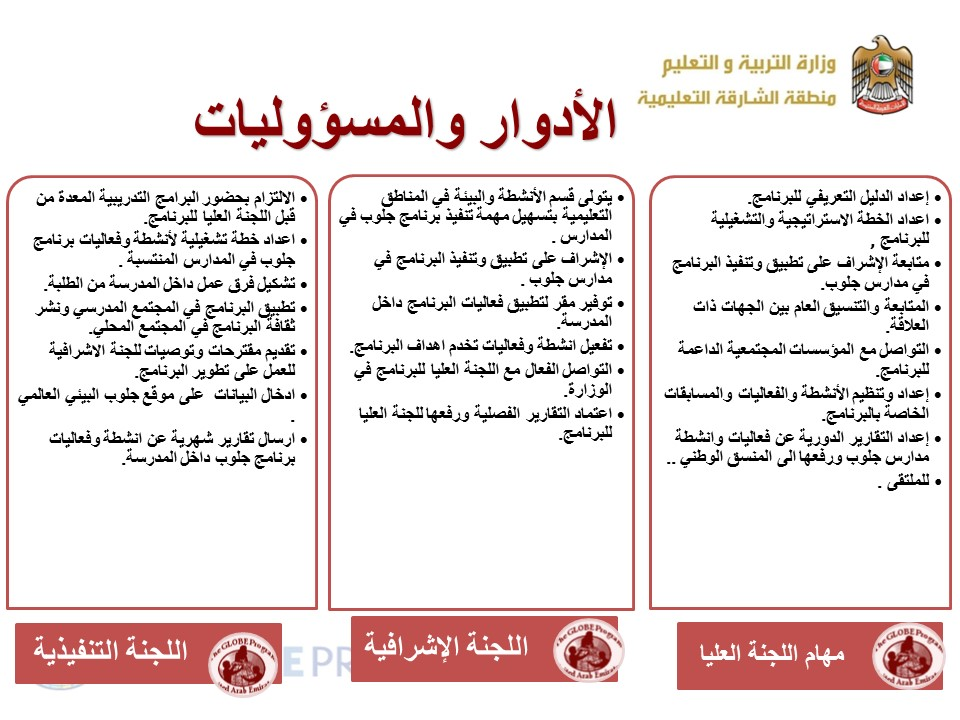 وزارة التربية و التعليم
منطقة الشارقة التعليمية
الأدوار والمسؤوليات
• إعداد الدليل التعريفي للبرنامج.
• اعداد الخطة الاستراتيجية والتشغيلية
للبرنامج ,
• متابعة الإشراف على تطبيق وتنفيذ البرنامج
في مدارس جلوب.
• المتابعة والتنسيق العام بين الجهات ذات
العلاقة.
• التواصل مع المؤسسات المجتمعية الداعمة
للبرنامج.
• إعداد وتنظيم الأنشطة والفعاليات والمسابقات
الخاصة بالبرنامج.
• إعداد التقارير الدورية عن فعاليات وانشطة
مدارس جلوب ورفعها الى المنسق الوطني ..
• للملتقى .
مهام اللجنة العليا
• يتولى قسم الأنشطة والبيئة في المناطق
التعليمية بتسهيل مهمة تنفيذ برنامج جلوب في
المدارس .
• الإشراف على تطبيق وتنفيذ البرنامج في
مدارس جلوب .
• توفير مقر لتطبيق فعاليات البرنامج داخل
المدرسة.
• تفعيل انشطة وفعاليات تخدم اهداف البرنامج.
• التواصل الفعال مع اللجنة العليا للبرنامج في
الوزارة.
• اعتماد التقارير الفصلية ورفعها للجنة العليا
للبرنامج.
اللجنة الإشرافية
• الالتزام بحضور البرامج التدريبية المعدة من
قبل اللجنة العليا للبرنامج.
• اعداد خطة تشغيلية لأنشطة وفعاليات برنامج
جلوب في المدارس المنتسبة .
• تشكيل فرق عمل داخل المدرسة من الطلبة.
• تطبيق البرنامج في المجتمع المدرسي ونشر
ثقافة البرنامج في المجتمع المحلي.
• تقديم مقترحات وتوصيات للجنة الاشرافية
للعمل على تطوير البرنامج.
• ادخال البيانات على موقع جلوب البيئي العالمي
.
• ارسال تقارير شهرية عن انشطة وفعاليات
برنامج جلوب داخل المدرسة.
اللجنة التنفيذية